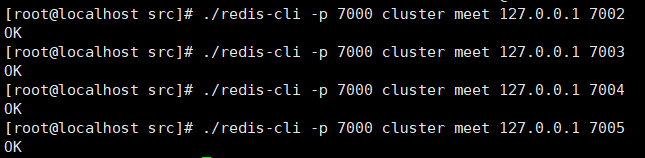 [root@localhost src]# ./redis-cli -p 7000 cluster meet 127.0.0.1 7002
OK
[root@localhost src]# ./redis-cli -p 7000 cluster meet 127.0.0.1 7003
OK
[root@localhost src]# ./redis-cli -p 7000 cluster meet 127.0.0.1 7004
OK
[root@localhost src]# ./redis-cli -p 7000 cluster meet 127.0.0.1 7005
OK